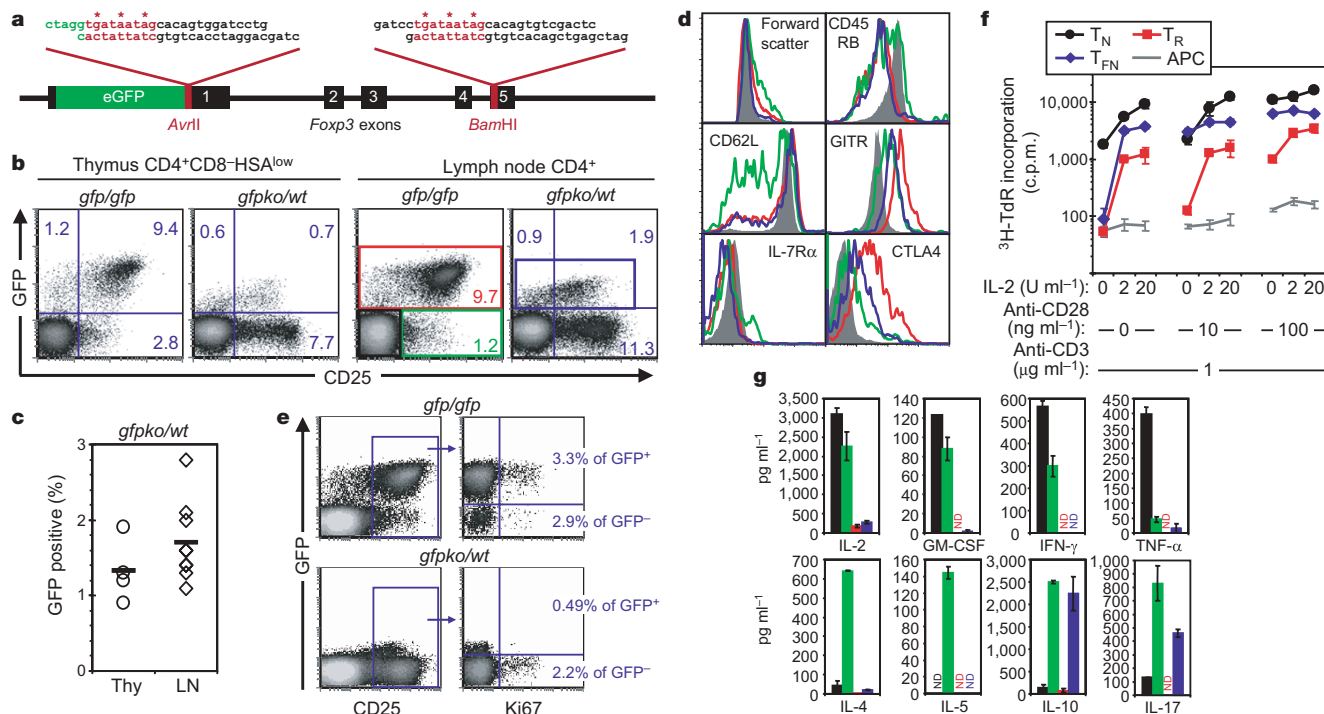 a
* * *
ctaggtgataatagcacagtggatcctg
cactattatcgtgtcacctaggacgatc
* * *
gatcctgataatagcacagtgtcgactc
gactattatcgtgtcacagctgagctag
eGFP 1 2 3 4 5
AvrII Foxp3 exons BamHI
b
Thymus CD4⁺CD8⁻HSAˡᵒʷ Lymph node CD4⁺
gfp/gfp gfpko/wt gfp/gfp gfpko/wt
GFP
1.2 9.4 0.6 0.7 0.9 1.9
9.7
2.8 7.7 1.2 11.3
CD25
c
gfpko/wt
GFP positive (%)
3
2
1
0
Thy LN
d
Forward scatter
CD45 RB
CD62L
GITR
IL-7Rα
CTLA4
e
gfp/gfp
3.3% of GFP⁺
2.9% of GFP⁻
GFP
gfpko/wt
0.49% of GFP⁺
2.2% of GFP⁻
CD25 Ki67
f
T_N T_R
T_FN APC
³H-TdR incorporation
(c.p.m.)
10,000
1,000
100
IL-2 (U ml⁻¹): 0 2 20 0 2 20 0 2 20
Anti-CD28
(ng ml⁻¹): 0 10 100
Anti-CD3
(μg ml⁻¹): 1
g
pg ml⁻¹
3,500
3,000
2,500
2,000
1,500
1,000
500
0
IL-2
140
120
100
80
60
40
20
0
ND
GM-CSF
600
500
400
300
200
100
0
ND
ND
IFN-γ
450
400
350
300
250
200
150
100
50
0
ND
TNF-α
pg ml⁻¹
700
600
500
400
300
200
100
0
IL-4
160
140
120
100
80
60
40
20
0
ND
ND
ND
IL-5
3,000
2,500
2,000
1,500
1,000
500
0
IL-10
1,000
900
800
700
600
500
400
300
200
100
0
ND
IL-17